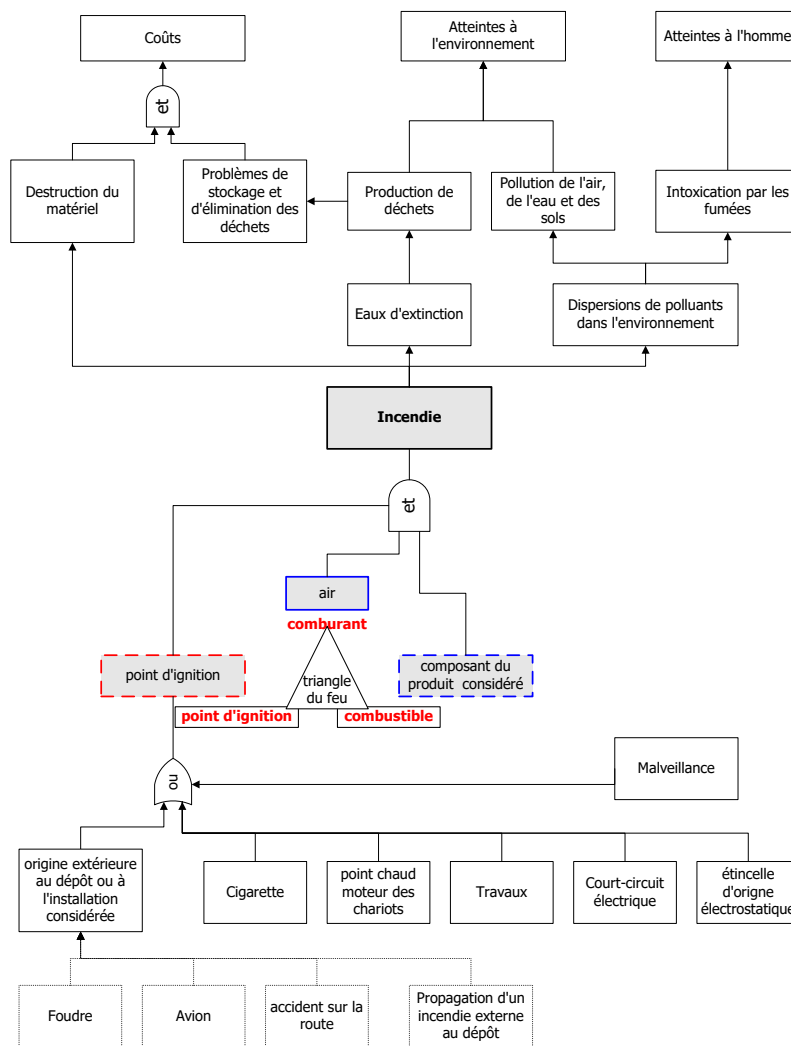 Coûts
Atteintes à
l'environnement
Atteintes à l'homme
et
Destruction du
matériel
Problèmes de
stockage et
d'élimination des
déchets
Production de
déchets
Pollution de l'air,
de l'eau et des
sols
Intoxication par les
fumées
Eaux d'extinction
Dispersions de polluants
dans l'environnement
Incendie
et
air
comburant
point d'ignition
triangle
du feu
composant du
produit considéré
point d'ignition
combustible
Malveillance
ou
origine extérieure
au dépôt ou à
l'installation
considérée
Cigarette
point chaud
moteur des
chariots
Travaux
Court-circuit
électrique
étincelle
d'origne
électrostatique
Foudre
Avion
accident sur la
route
Propagation d'un
incendie externe
au dépôt